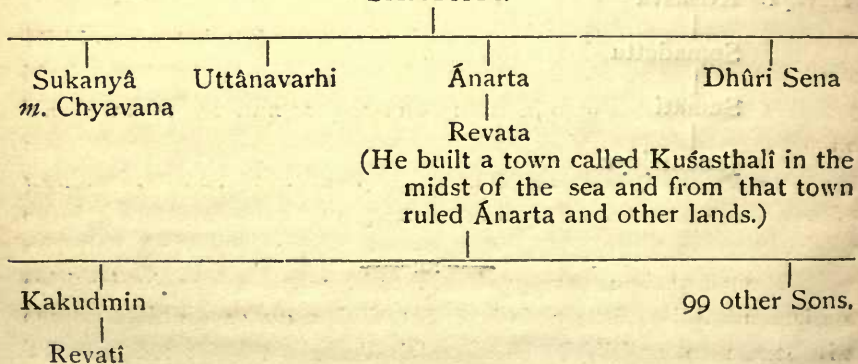 Sukanyâ Uttânavarhi Ánarta Dhûri Sena
m. Chyavana
Revata
(He built a town called Kuśasthalî in the
midst of the sea and from that town
ruled Ánarta and other lands.)
Kakudmin 99 other Sons.
Revatî